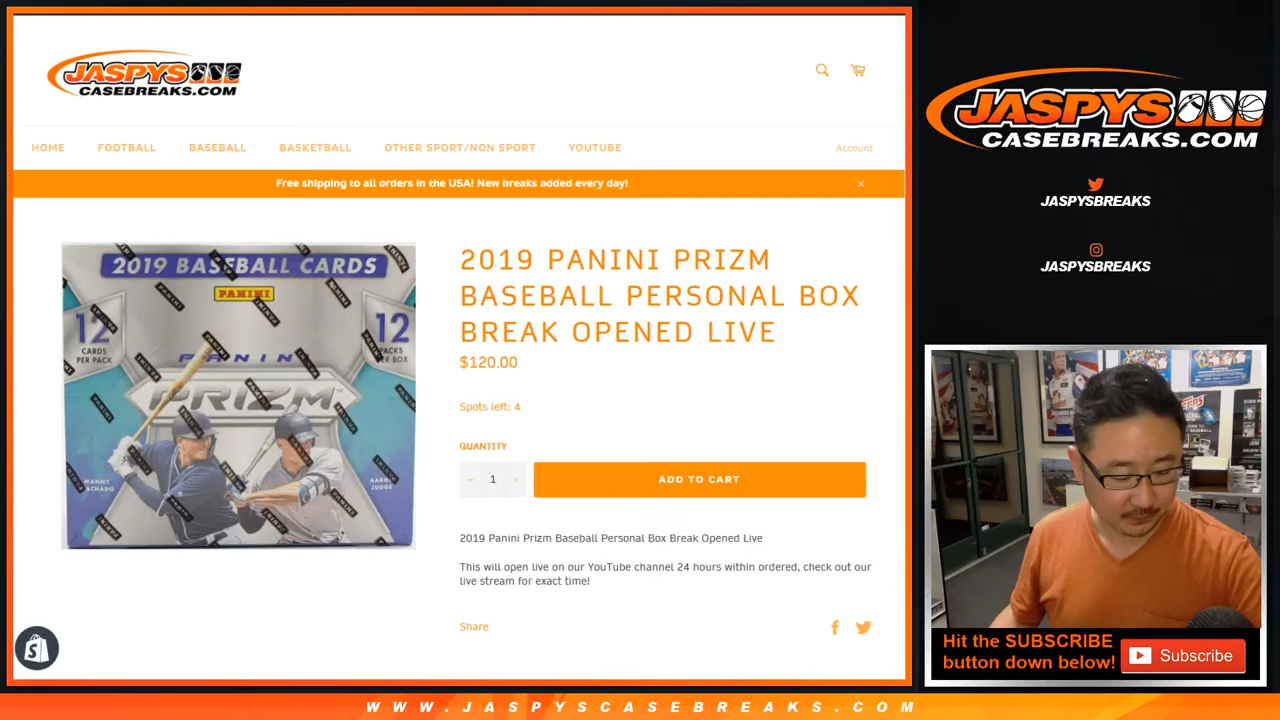 JASPYS
CASEBREAKS.COM
HOME
FOOTBALL
BASEBALL
BASKETBALL
OTHER SPORT/NON SPORT
YOUTUBE
Account
Free shipping to all orders in the USA! New breaks added every day!
×
2019 BASEBALL CARDS
PANINI
12
CARDS
PER PACK
12
PACKS
PER BOX
PANINI
PRIZM
MANNY
MACHADO
AARON
JUDGE
2019 PANINI PRIZM
BASEBALL PERSONAL BOX
BREAK OPENED LIVE
$120.00
Spots left: 4
QUANTITY
− 1 +
ADD TO CART
2019 Panini Prizm Baseball Personal Box Break Opened Live
This will open live on our YouTube channel 24 hours within ordered, check out our
live stream for exact time!
Share
JASPYS
CASEBREAKS.COM
JASPYSBREAKS
JASPYSBREAKS
Hit the SUBSCRIBE
button down below!
Subscribe
WWW.JASPYSCASEBREAKS.COM